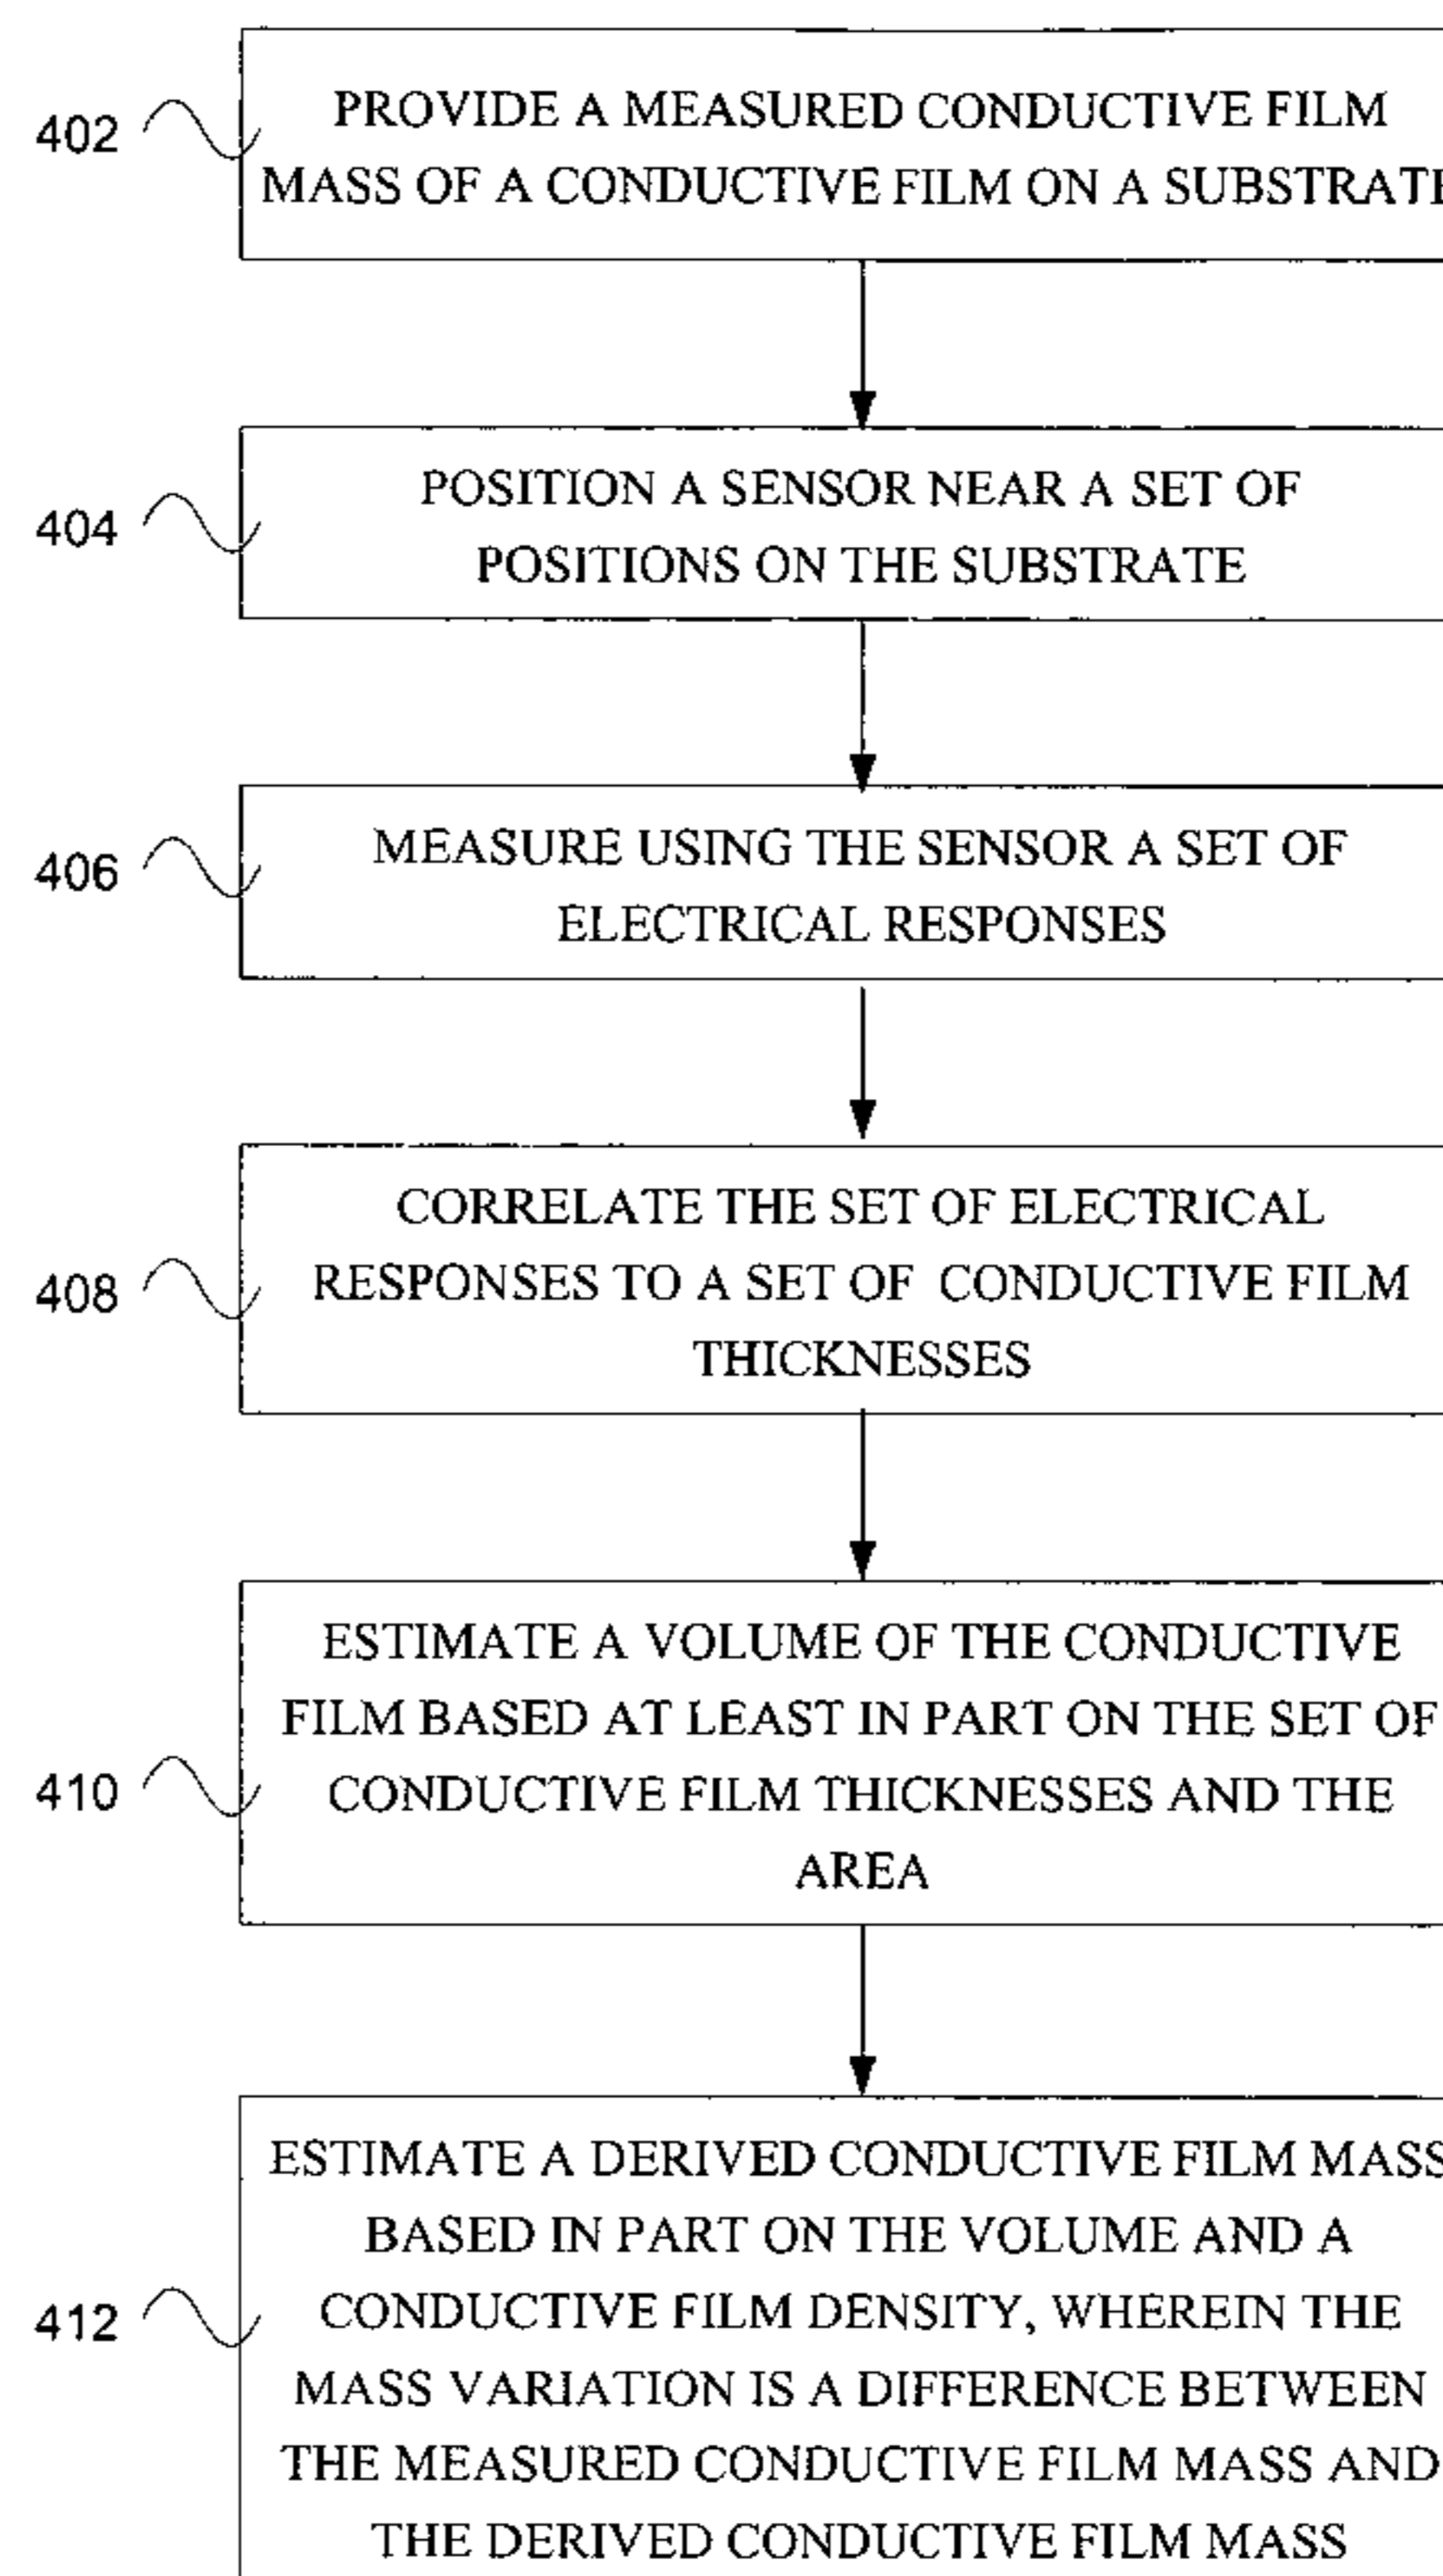 402
PROVIDE A MEASURED CONDUCTIVE FILM
MASS OF A CONDUCTIVE FILM ON A SUBSTRATE
404
POSITION A SENSOR NEAR A SET OF
POSITIONS ON THE SUBSTRATE
406
MEASURE USING THE SENSOR A SET OF
ELECTRICAL RESPONSES
408
CORRELATE THE SET OF ELECTRICAL
RESPONSES TO A SET OF CONDUCTIVE FILM
THICKNESSES
410
ESTIMATE A VOLUME OF THE CONDUCTIVE
FILM BASED AT LEAST IN PART ON THE SET OF
CONDUCTIVE FILM THICKNESSES AND THE
AREA
412
ESTIMATE A DERIVED CONDUCTIVE FILM MASS
BASED IN PART ON THE VOLUME AND A
CONDUCTIVE FILM DENSITY, WHEREIN THE
MASS VARIATION IS A DIFFERENCE BETWEEN
THE MEASURED CONDUCTIVE FILM MASS AND
THE DERIVED CONDUCTIVE FILM MASS